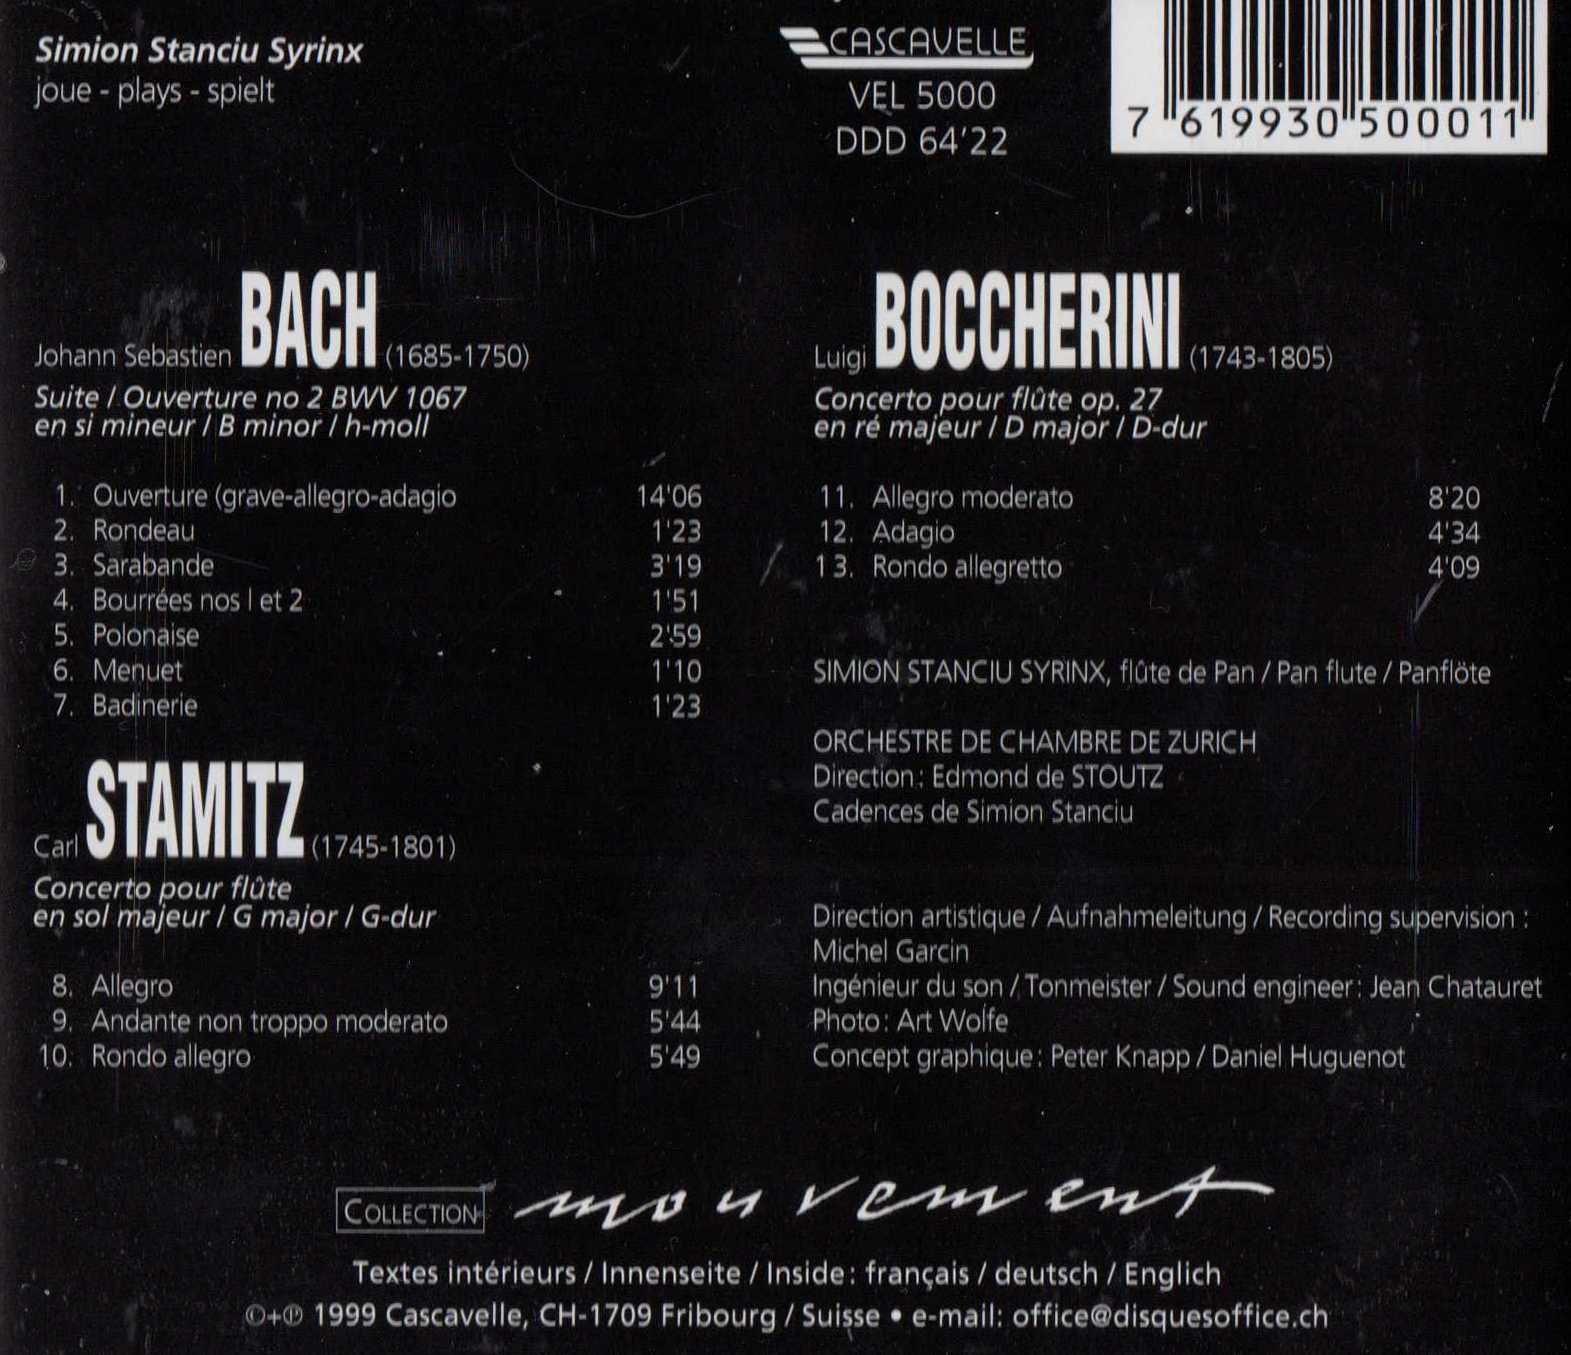 Simion Stanciu Syrinx
joue - plays - spielt
CASCAVELLE
VEL 5000
DDD 64'22
7 619930 500011
Johann Sebastien BACH (1685-1750)
Suite / Ouverture no 2 BWV 1067
en si mineur / B minor / h-moll
1. Ouverture (grave-allegro-adagio 14'06
2. Rondeau 1'23
3. Sarabande 3'19
4. Bourrées nos I et 2 1'51
5. Polonaise 2'59
6. Menuet 1'10
7. Badinerie 1'23
Carl STAMITZ (1745-1801)
Concerto pour flûte
en sol majeur / G major / G-dur
8. Allegro 9'11
9. Andante non troppo moderato 5'44
10. Rondo allegro 5'49
Luigi BOCCHERINI (1743-1805)
Concerto pour flûte op. 27
en ré majeur / D major / D-dur
11. Allegro moderato 8'20
12. Adagio 4'34
13. Rondo allegretto 4'09
SIMION STANCIU SYRINX, flûte de Pan / Pan flute / Panflöte
ORCHESTRE DE CHAMBRE DE ZURICH
Direction : Edmond de STOUTZ
Cadences de Simion Stanciu
Direction artistique / Aufnahmeleitung / Recording supervision :
Michel Garcin
Ingénieur du son / Tonmeister / Sound engineer : Jean Chatauret
Photo : Art Wolfe
Concept graphique : Peter Knapp / Daniel Huguenot
COLLECTION mouvement
Textes intérieurs / Innenseite / Inside : français / deutsch / Englich
©+℗ 1999 Cascavelle, CH-1709 Fribourg / Suisse • e-mail: office@disquesoffice.ch